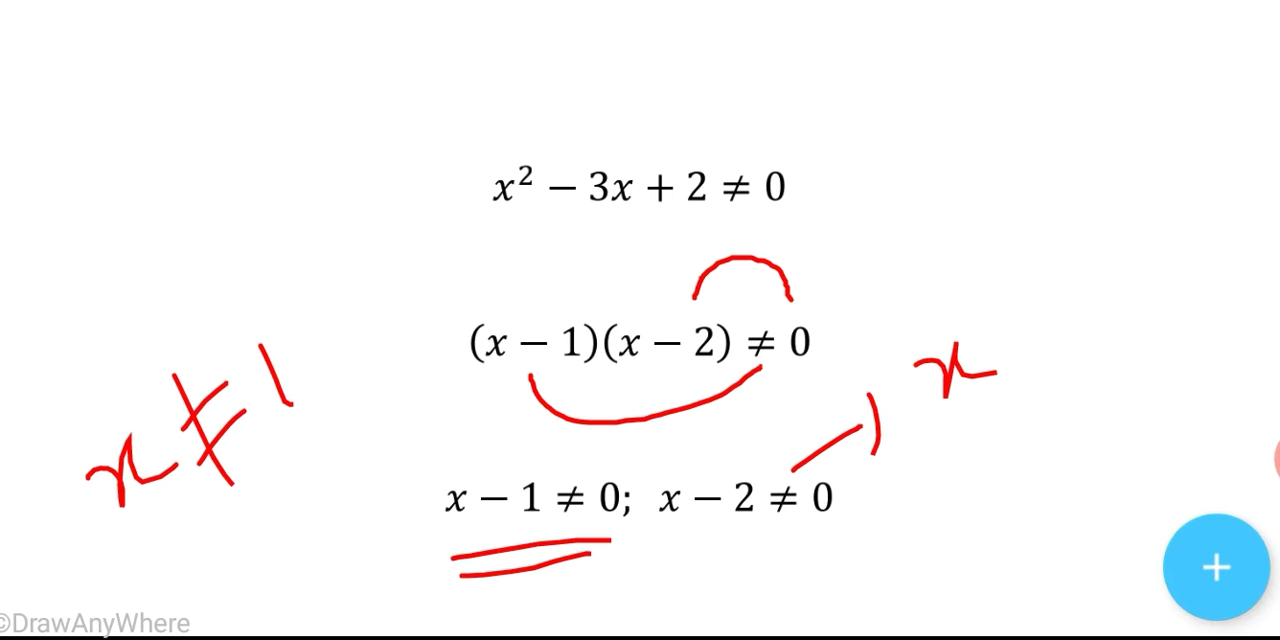 x² − 3x + 2 ≠ 0
(x − 1)(x − 2) ≠ 0
x ≠ 1
x
x − 1 ≠ 0; x − 2 ≠ 0
+
©DrawAnyWhere